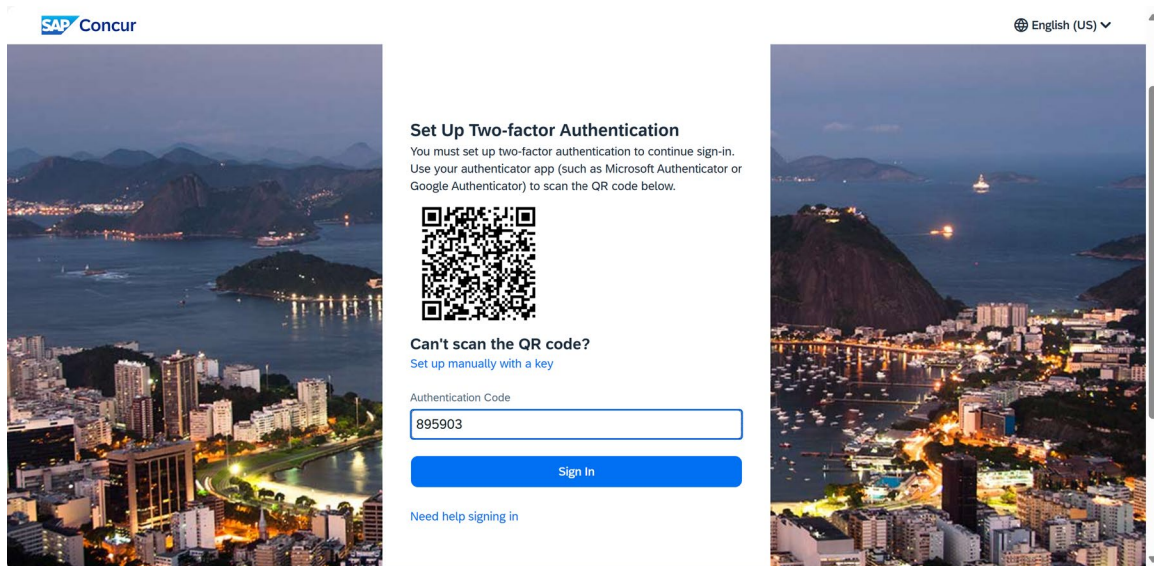 SAP Concur
English (US)
Set Up Two-factor Authentication
You must set up two-factor authentication to continue sign-in.
Use your authenticator app (such as Microsoft Authenticator or
Google Authenticator) to scan the QR code below.
Can't scan the QR code?
Set up manually with a key
Authentication Code
895903
Sign In
Need help signing in